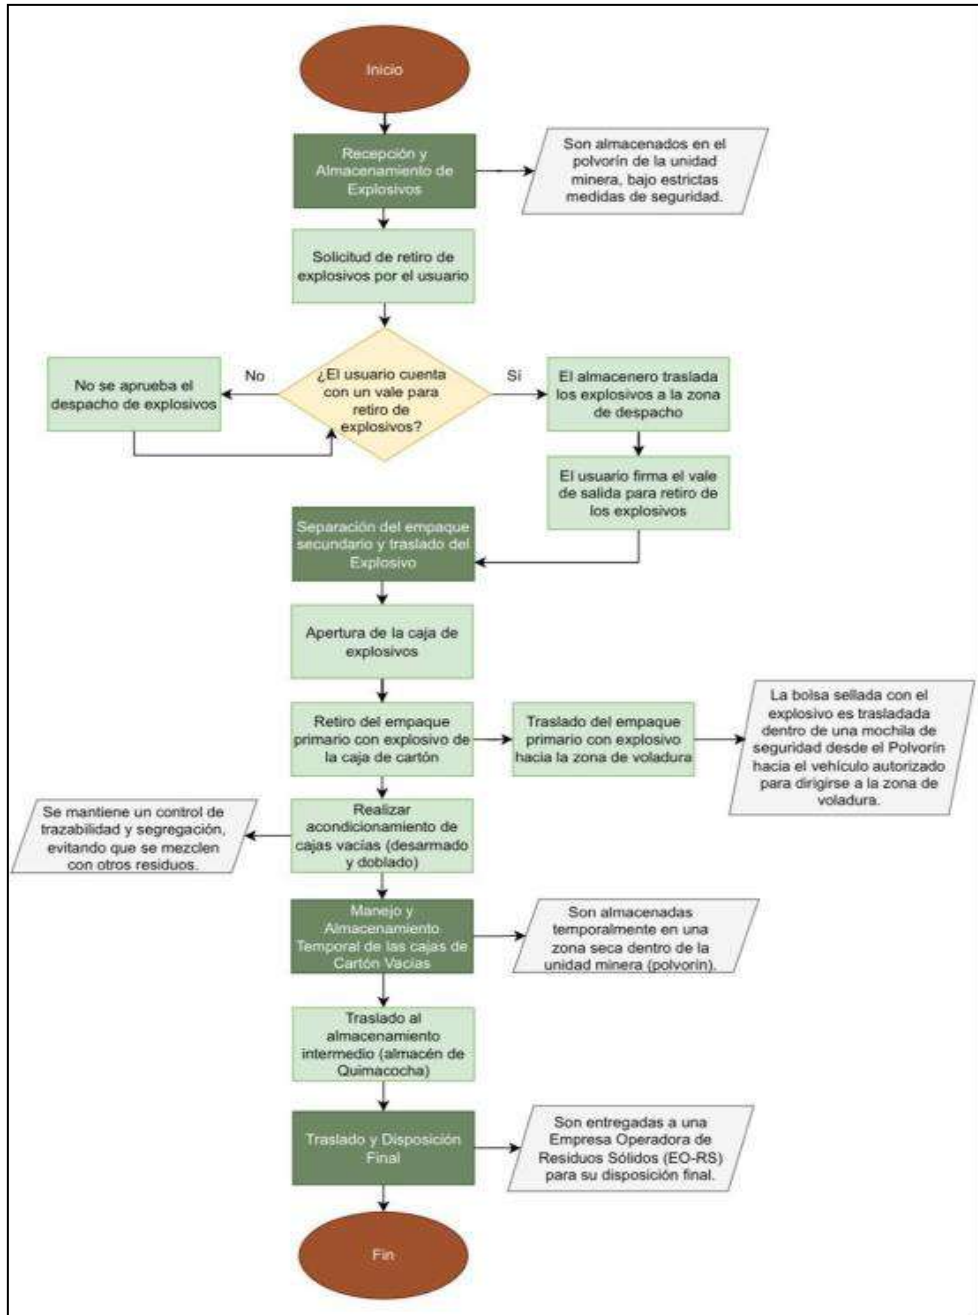 Inicio
Recepción y
Almacenamiento de
Explosivos
Son almacenados en el
polvorín de la unidad
minera, bajo estrictas
medidas de seguridad.
Solicitud de retiro de
explosivos por el usuario
¿El usuario cuenta
con un vale para
retiro de
explosivos?
No
Sí
No se aprueba el
despacho de explosivos
El almacenero traslada
los explosivos a la zona
de despacho
El usuario firma el vale
de salida para retiro de
los explosivos
Separación del empaque
secundario y traslado del
Explosivo
Apertura de la caja de
explosivos
Retiro del empaque
primario con explosivo de
la caja de cartón
Traslado del empaque
primario con explosivo
hacia la zona de voladura
La bolsa sellada con el
explosivo es trasladada
dentro de una mochila de
seguridad desde el Polvorín
hacia el vehículo autorizado
para dirigirse a la zona de
voladura.
Realizar
acondicionamiento de
cajas vacías (desarmado
y doblado)
Se mantiene un control de
trazabilidad y segregación,
evitando que se mezclen
con otros residuos.
Manejo y
Almacenamiento
Temporal de las cajas de
Cartón Vacías
Son almacenadas
temporalmente en una
zona seca dentro de la
unidad minera (polvorín).
Traslado al
almacenamiento
intermedio (almacén de
Quimacocha)
Traslado y Disposición
Final
Son entregadas a una
Empresa Operadora de
Residuos Sólidos (EO-RS)
para su disposición final.
Fin